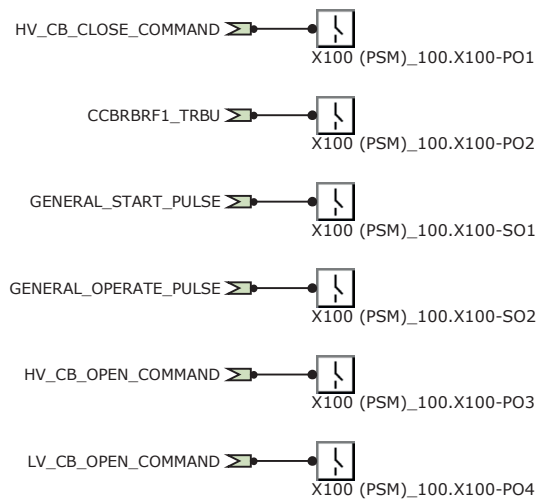 HV_CB_CLOSE_COMMAND
X100 (PSM)_100.X100-PO1
CCBRBRF1_TRBU
X100 (PSM)_100.X100-PO2
GENERAL_START_PULSE
X100 (PSM)_100.X100-SO1
GENERAL_OPERATE_PULSE
X100 (PSM)_100.X100-SO2
HV_CB_OPEN_COMMAND
X100 (PSM)_100.X100-PO3
LV_CB_OPEN_COMMAND
X100 (PSM)_100.X100-PO4